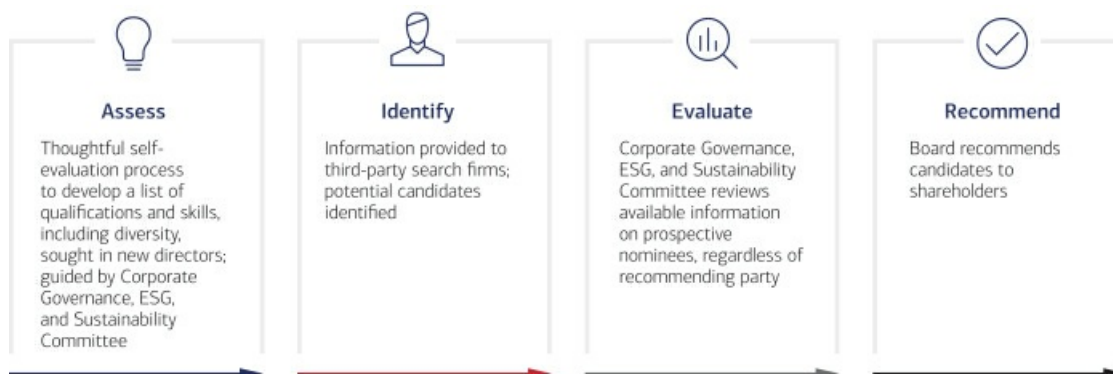 Assess
Thoughtful self-
evaluation process
to develop a list of
qualifications and skills,
including diversity,
sought in new directors;
guided by Corporate
Governance, ESG,
and Sustainability
Committee
Identify
Information provided to
third-party search firms;
potential candidates
identified
Evaluate
Corporate Governance,
ESG, and Sustainability
Committee reviews
available information
on prospective
nominees, regardless of
recommending party
Recommend
Board recommends
candidates to
shareholders